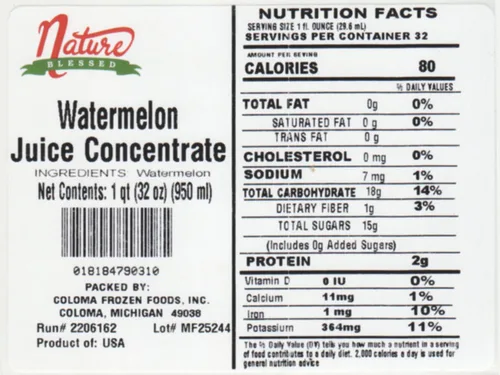 Nature
BLESSED
Watermelon
Juice Concentrate
INGREDIENTS: Watermelon
Net Contents: 1 qt (32 oz) (950 ml)
018184790310
PACKED BY:
COLOMA FROZEN FOODS, INC.
COLOMA, MICHIGAN 49038
Run# 2206162 Lot# MF25244
Product of: USA
NUTRITION FACTS
SERVING SIZE 1 fl. OUNCE (29.6 mL)
SERVINGS PER CONTAINER 32
AMOUNT PER SEVING
CALORIES 80
% DAILY VALUES
TOTAL FAT 0g 0%
SATURATED FAT 0 g 0%
TRANS FAT 0 g
CHOLESTEROL 0 mg 0%
SODIUM 7 mg 1%
TOTAL CARBOHYDRATE 18g 14%
DIETARY FIBER 1g 3%
TOTAL SUGARS 15g
(Includes 0g Added Sugars)
PROTEIN 2g
Vitamin D 0 IU 0%
Calcium 11mg 1%
Iron 1 mg 10%
Potassium 364mg 11%
The % Daily Value (DV) tells you how much a nutrient in a serving
of food contributes to a daily diet. 2,000 calories a day is used for
general nutrition advice